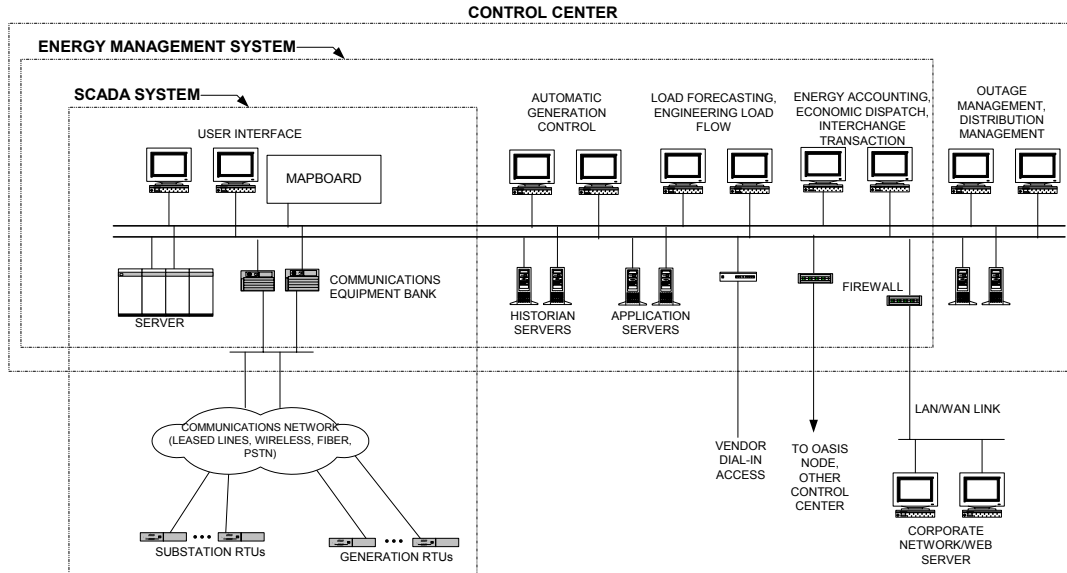 CONTROL CENTER
ENERGY MANAGEMENT SYSTEM
SCADA SYSTEM
USER INTERFACE
MAPBOARD
AUTOMATIC
GENERATION
CONTROL
LOAD FORECASTING,
ENGINEERING LOAD
FLOW
ENERGY ACCOUNTING,
ECONOMIC DISPATCH,
INTERCHANGE
TRANSACTION
OUTAGE
MANAGEMENT,
DISTRIBUTION
MANAGEMENT
SERVER
COMMUNICATIONS
EQUIPMENT BANK
HISTORIAN
SERVERS
APPLICATION
SERVERS
FIREWALL
COMMUNICATIONS NETWORK
(LEASED LINES, WIRELESS, FIBER,
PSTN)
SUBSTATION RTUs
GENERATION RTUs
VENDOR
DIAL-IN
ACCESS
TO OASIS
NODE,
OTHER
CONTROL
CENTER
LAN/WAN LINK
CORPORATE
NETWORK/WEB
SERVER